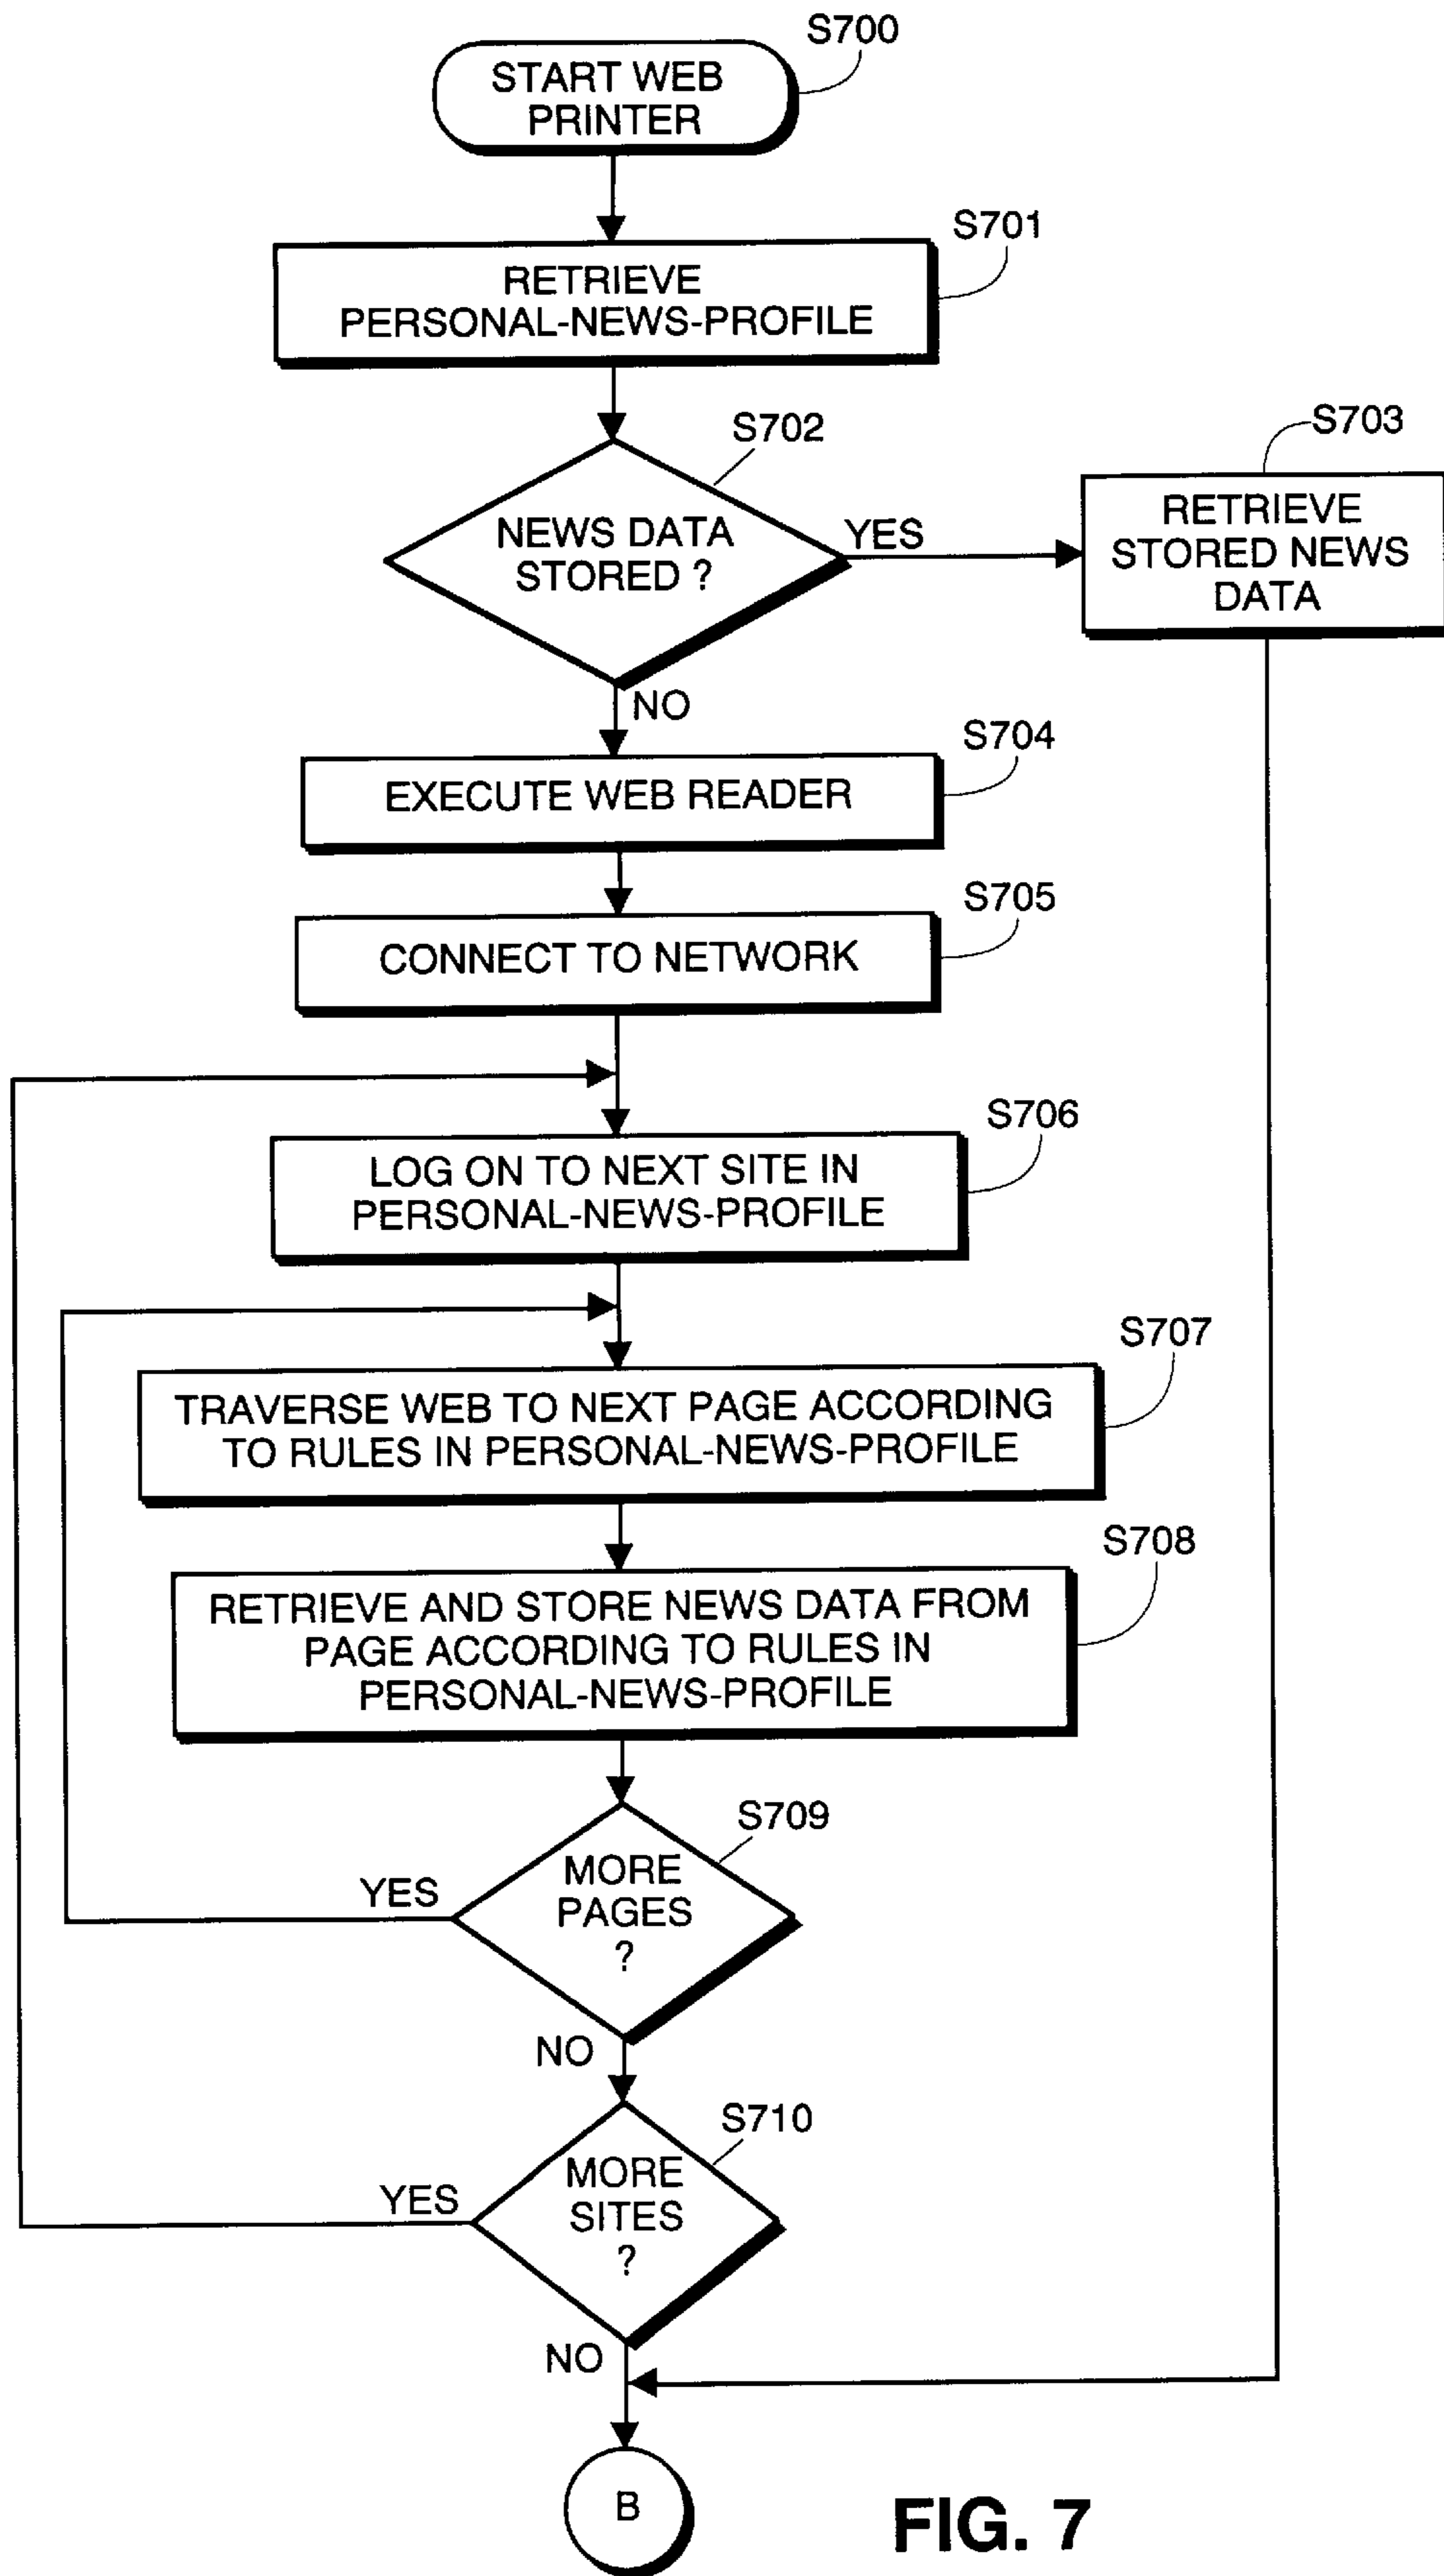 S700
START WEB
PRINTER
S701
RETRIEVE
PERSONAL-NEWS-PROFILE
S702
NEWS DATA
STORED ?
YES
S703
RETRIEVE
STORED NEWS
DATA
NO
S704
EXECUTE WEB READER
S705
CONNECT TO NETWORK
S706
LOG ON TO NEXT SITE IN
PERSONAL-NEWS-PROFILE
S707
TRAVERSE WEB TO NEXT PAGE ACCORDING
TO RULES IN PERSONAL-NEWS-PROFILE
S708
RETRIEVE AND STORE NEWS DATA FROM
PAGE ACCORDING TO RULES IN
PERSONAL-NEWS-PROFILE
S709
MORE
PAGES
?
YES
NO
S710
MORE
SITES
?
YES
NO
B
FIG. 7